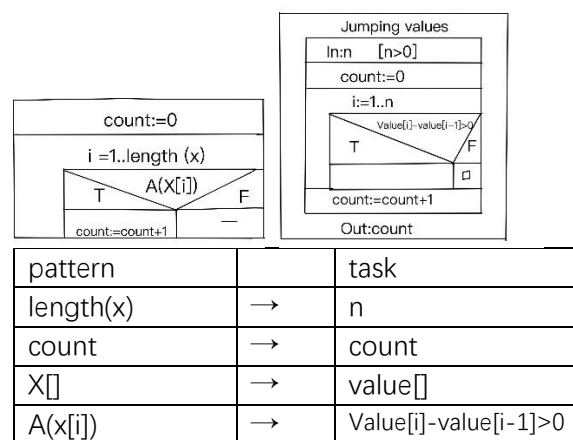 count:=0
i =1..length (x)
A(X[i])
T
F
count:=count+1
—
Jumping values
In:n [n>0]
count:=0
i:=1..n
Value[i]-value[i-1]>0
T
F
count:=count+1
Out:count
pattern task
length(x) → n
count → count
X[] → value[]
A(x[i]) → Value[i]-value[i-1]>0